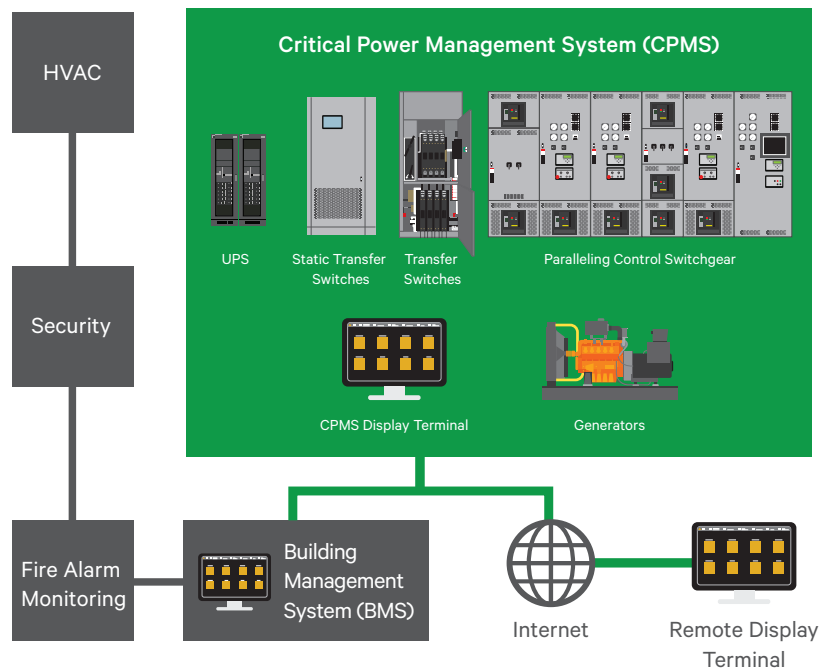 Critical Power Management System (CPMS)
HVAC
UPS
Static Transfer
Switches
Transfer
Switches
Paralleling Control Switchgear
Security
CPMS Display Terminal
Generators
Fire Alarm
Monitoring
Building
Management
System (BMS)
Internet
Remote Display
Terminal